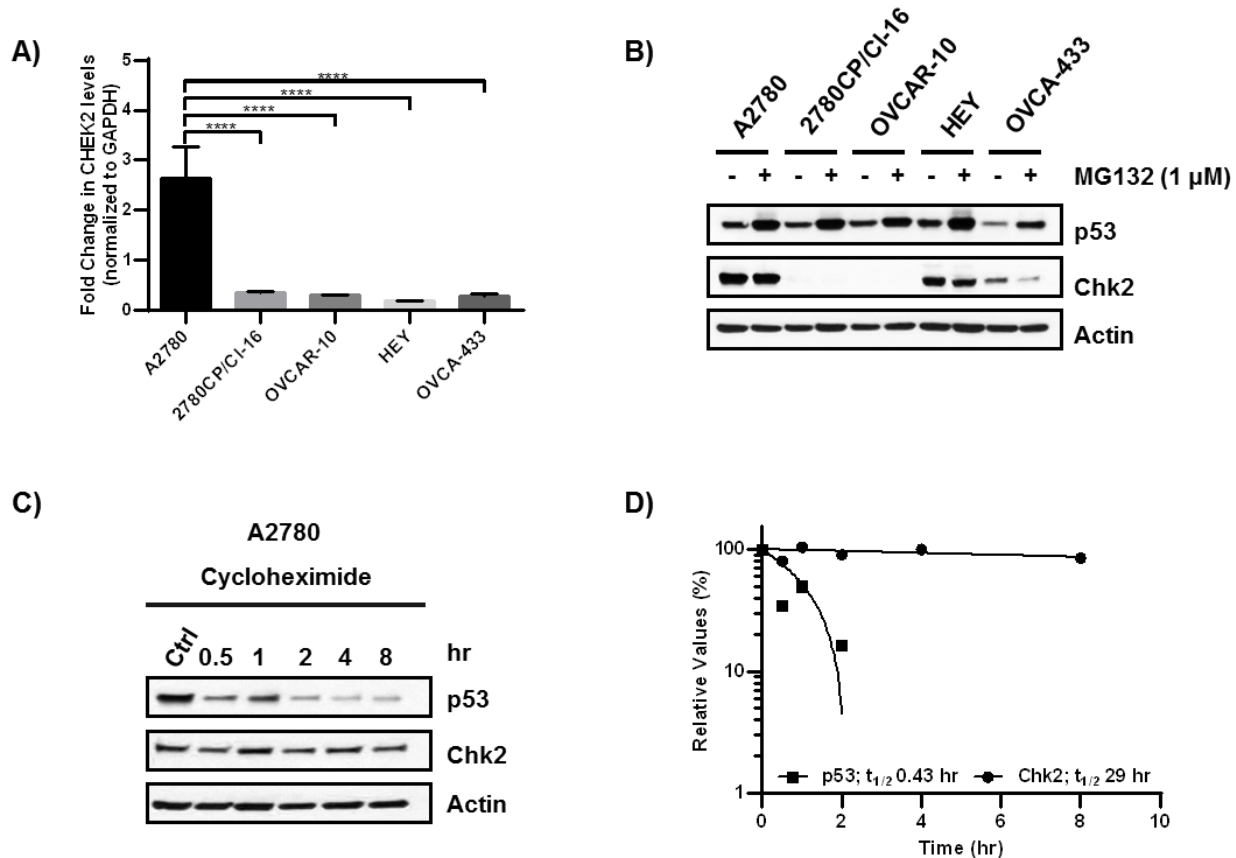 A)
Fold Change in CHEK2 levels
(normalized to GAPDH)
5
4
3
2
1
0
****
****
****
****
A2780
2780CP/CI-16
OVCAR-10
HEY
OVCA-433
B)
A2780
2780CP/CI-16
OVCAR-10
HEY
OVCA-433
- + - + - + - + - + MG132 (1 µM)
p53
Chk2
Actin
C)
A2780
Cycloheximide
Ctrl 0.5 1 2 4 8 hr
p53
Chk2
Actin
D)
Relative Values (%)
100
10
1
p53; t1/2 0.43 hr Chk2; t1/2 29 hr
0 2 4 6 8 10
Time (hr)